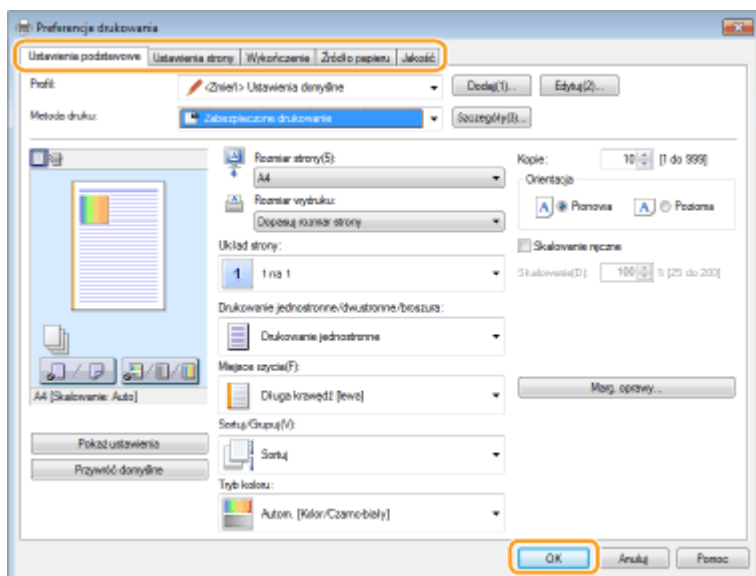 Preferencje drukowania
Ustawienia podstawowe Ustawienia strony Wykończenie Źródło papieru Jakość
Profil: <Zmień> Ustawienia domyślne Dodaj(1)... Edytuj(2)...
Metoda druku: Zabezpieczone drukowanie Szczegóły(3)...
Rozmiar strony(5): Kopie: 10 [1 do 999]
A4 Orientacja
Rozmiar wydruku: A Pionowa A Pozioma
Dopasuj rozmiar strony
Układ strony: Skalowanie ręczne
1 1 na 1 Skalowanie(D): 100 % [25 do 200]
Drukowanie jednostronne/dwustronne/broszura:
Drukowanie jednostronne
Miejsce szycia(F):
Długa krawędź [lewa] Marg. oprawy...
A4 [Skalowanie: Auto]
Sortuj/Grupuj(V):
Pokaż ustawienia
Sortuj
Przywróć domyślne
Tryb koloru:
Autom. [Kolor/Czarno-biały]
OK Anuluj Pomoc